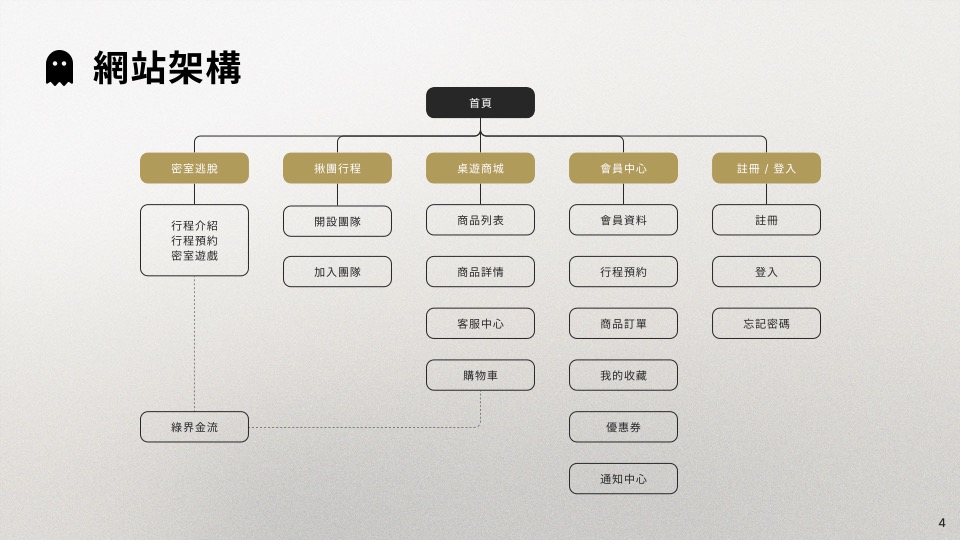 網站架構
首頁
密室逃脫
揪團行程
桌遊商城
會員中心
註冊 / 登入
行程介紹
行程預約
密室遊戲
開設團隊
加入團隊
商品列表
商品詳情
客服中心
購物車
會員資料
行程預約
商品訂單
我的收藏
優惠券
通知中心
註冊
登入
忘記密碼
綠界金流
4